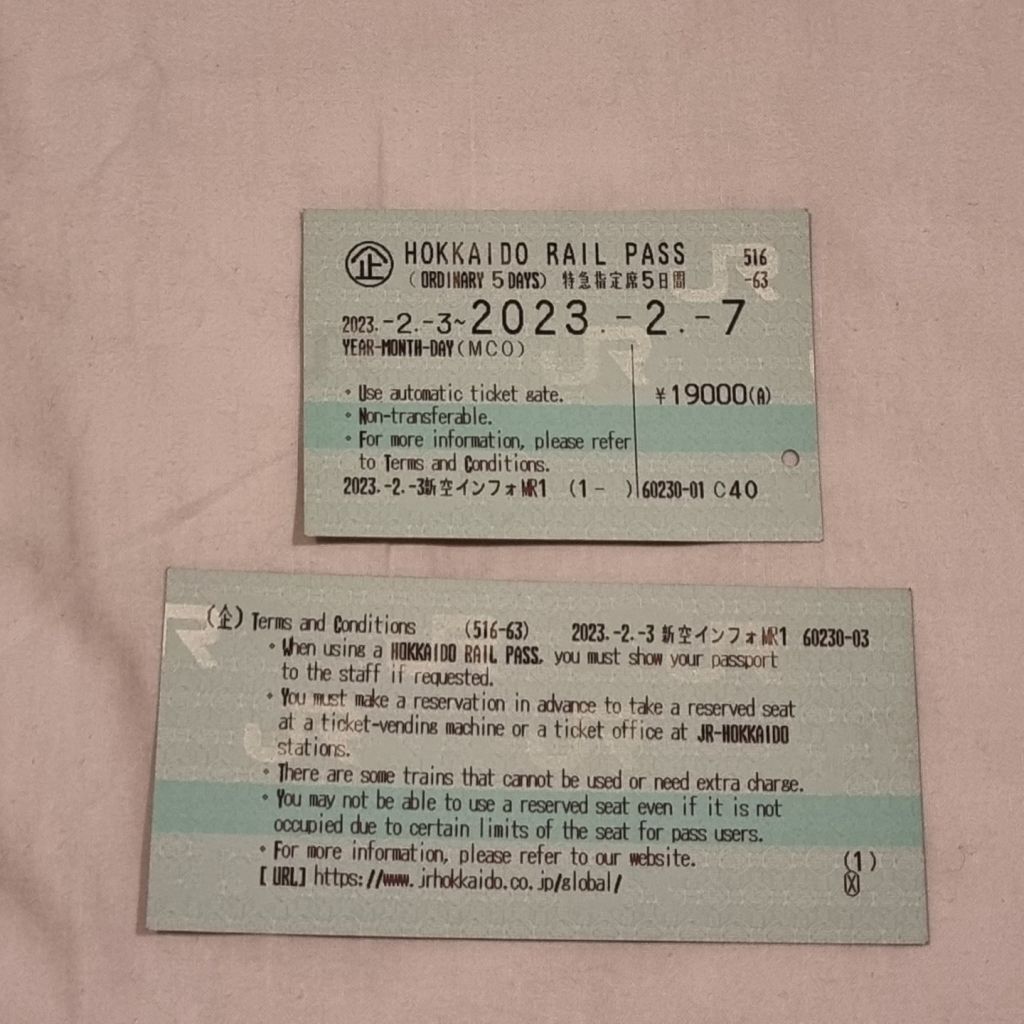 企 HOKKAIDO RAIL PASS 516
(ORDINARY 5 DAYS) 特急指定席5日間 -63
2023.-2.-3~2023.-2.-7
YEAR-MONTH-DAY(MCO)
・Use automatic ticket gate. ¥19000(A)
・Non-transferable.
・For more information, please refer
to Terms and Conditions.
2023.-2.-3新空インフォMR1 (1- ) 60230-01 C40
JR
JR
(企) Terms and Conditions (516-63) 2023.-2.-3 新空インフォMR1 60230-03
・When using a HOKKAIDO RAIL PASS, you must show your passport
to the staff if requested.
・You must make a reservation in advance to take a reserved seat
at a ticket-vending machine or a ticket office at JR-HOKKAIDO
stations.
・There are some trains that cannot be used or need extra charge.
・You may not be able to use a reserved seat even if it is not
occupied due to certain limits of the seat for pass users.
・For more information, please refer to our website. (1)
[URL] https://www.jrhokkaido.co.jp/global/ X